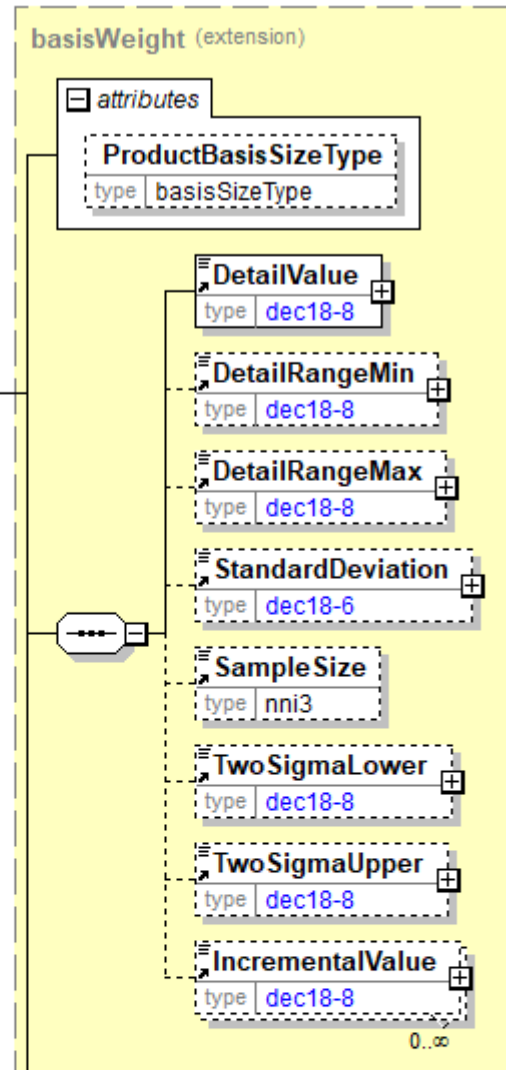 basisWeight (extension)
attributes
ProductBasisSizeType
type basisSizeType
DetailValue
type dec18-8
DetailRangeMin
type dec18-8
DetailRangeMax
type dec18-8
StandardDeviation
type dec18-6
SampleSize
type nni3
TwoSigmaLower
type dec18-8
TwoSigmaUpper
type dec18-8
IncrementalValue
type dec18-8
0..∞